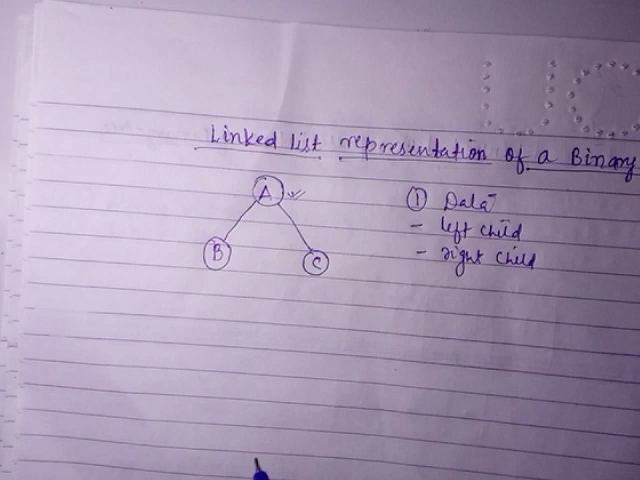 Linked list representation of a Binary
A
① Data
- left child
B
C
- right child